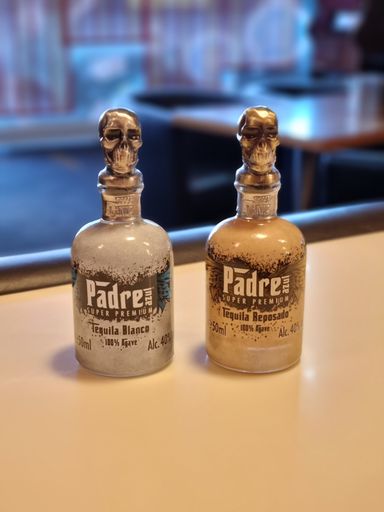 Padre
azul
SUPER PREMIUM
Tequila Blanco
100% Agave
50ml
Alc. 40%
Padre
azul
SUPER PREMIUM
Tequila Reposado
100% Agave
50ml
Alc. 40%